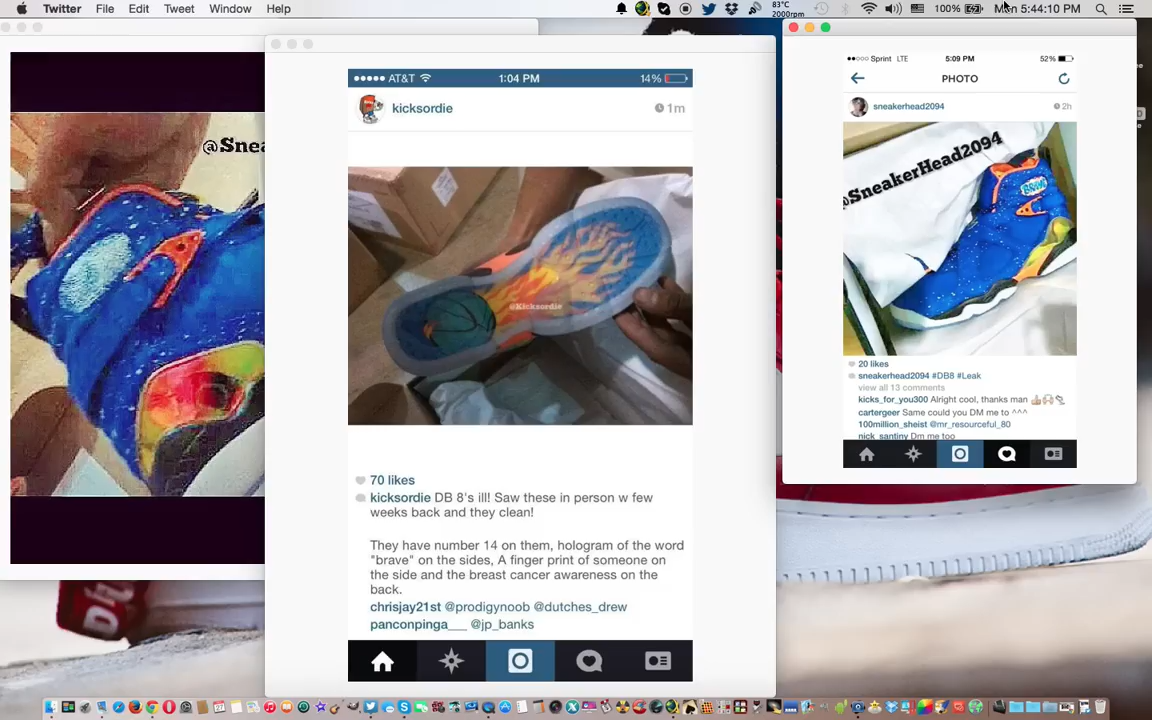 Twitter File Edit Tweet Window Help
83°C
2000rpm
100%
Mon 5:44:10 PM
@Snea
AT&T 1:04 PM 14%
kicksordie 1m
@Kicksordie
70 likes
kicksordie DB 8's ill! Saw these in person w few
weeks back and they clean!
They have number 14 on them, hologram of the word
"brave" on the sides, A finger print of someone on
the side and the breast cancer awareness on the
back.
chrisjay21st @prodigynoob @dutches_drew
panconpinga___ @jp_banks
Sprint LTE 5:09 PM 52%
PHOTO
sneakerhead2094 2h
@SneakerHead2094
BRAVE
20 likes
sneakerhead2094 #DB8 #Leak
view all 13 comments
kicks_for_you300 Alright cool, thanks man
cartergeer Same could you DM me to ^^^
100million_sheist @mr_resourceful_80
nick_santiny Dm me too